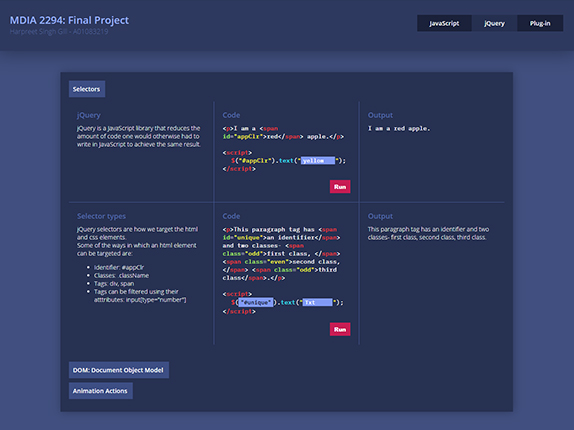 MDIA 2294: Final Project
Harpreet Singh Gill - A01083219
JavaScript
jQuery
Plug-in
Selectors
jQuery
jQuery is a JavaScript library that reduces the
amount of code one would otherwise had to
write in JavaScript to achieve the same result.
Code
<p>I am a <span
id="appClr">red</span> apple.</p>
<script>
$("#appClr").text("yellow");
</script>
Run
Output
I am a red apple.
Selector types
jQuery selectors are how we target the html
and css elements.
Some of the ways in which an html element
can be targeted are:
Identifier: #appClr
Classes: .className
Tags: div, span
Tags can be filtered using their
atttributes: input[type="number"]
Code
<p>This paragraph tag has <span
id="unique">an identifier</span>
and two classes- <span
class="odd">first class, </span>
<span class="even">second class,
</span> <span class="odd">third
class</span>.</p>
<script>
$("#unique").text("Txt");
</script>
Run
Output
This paragraph tag has an identifier and two
classes- first class, second class, third class.
DOM: Document Object Model
Animation Actions